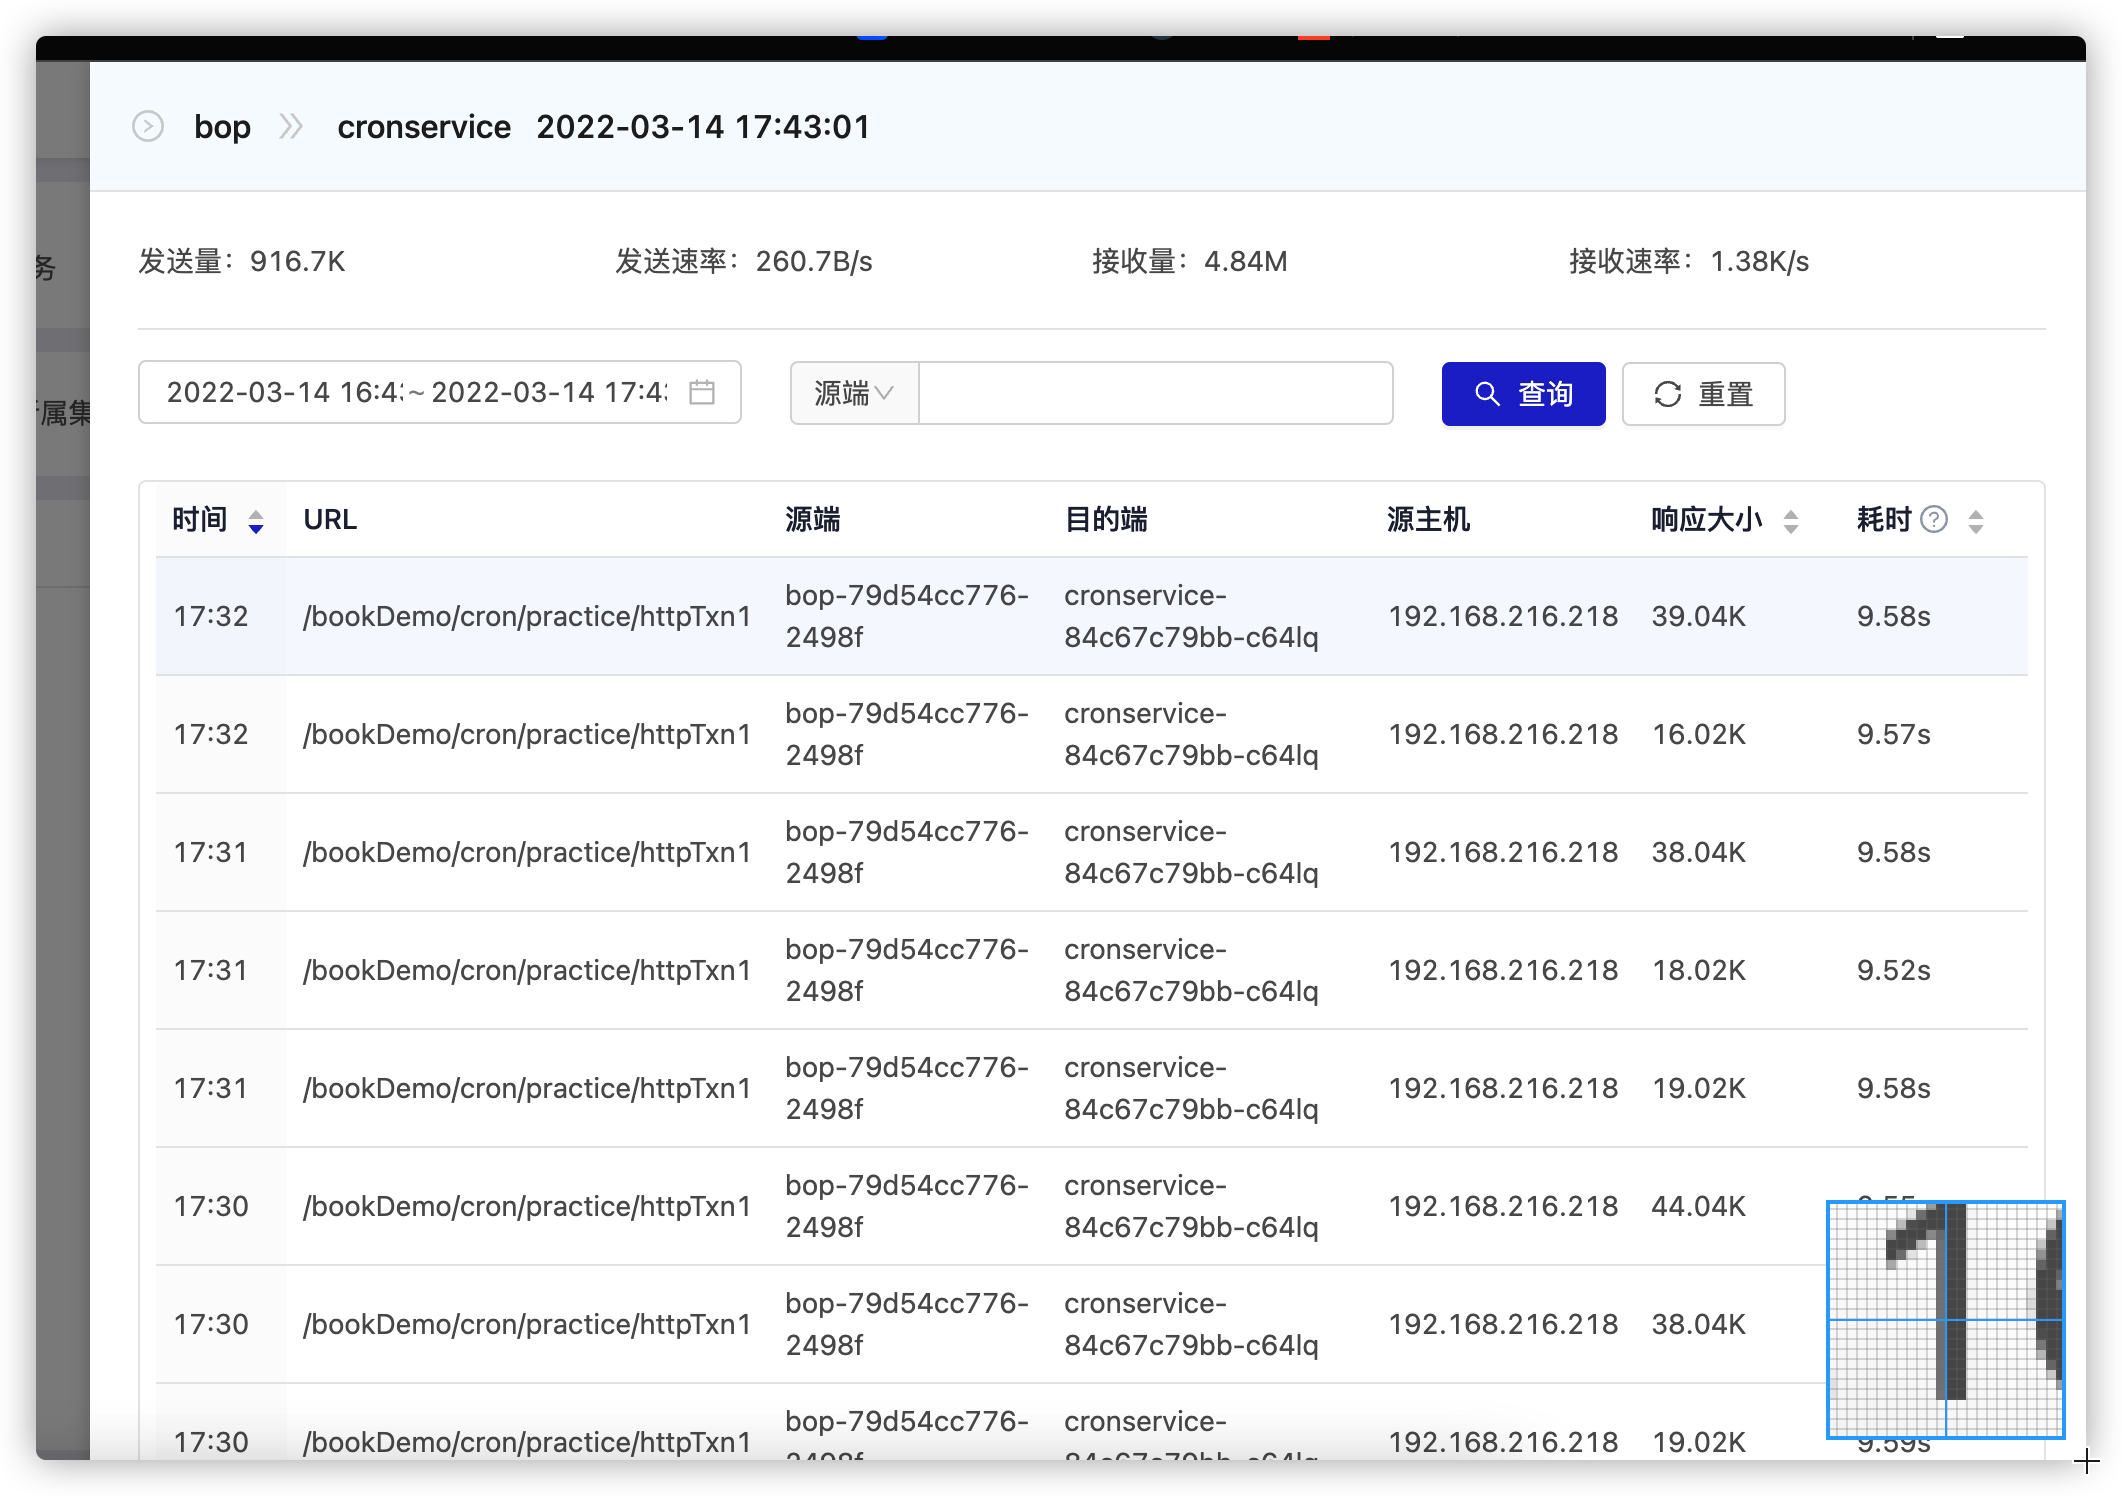 bop cronservice 2022-03-14 17:43:01
务
发送量：916.7K 发送速率：260.7B/s 接收量：4.84M 接收速率：1.38K/s
2022-03-14 16:4 ~ 2022-03-14 17:4 源端 查询 重置
属集
时间 URL 源端 目的端 源主机 响应大小 耗时 ?
17:32 /bookDemo/cron/practice/httpTxn1 bop-79d54cc776-2498f cronservice-84c67c79bb-c64lq 192.168.216.218 39.04K 9.58s
17:32 /bookDemo/cron/practice/httpTxn1 bop-79d54cc776-2498f cronservice-84c67c79bb-c64lq 192.168.216.218 16.02K 9.57s
17:31 /bookDemo/cron/practice/httpTxn1 bop-79d54cc776-2498f cronservice-84c67c79bb-c64lq 192.168.216.218 38.04K 9.58s
17:31 /bookDemo/cron/practice/httpTxn1 bop-79d54cc776-2498f cronservice-84c67c79bb-c64lq 192.168.216.218 18.02K 9.52s
17:31 /bookDemo/cron/practice/httpTxn1 bop-79d54cc776-2498f cronservice-84c67c79bb-c64lq 192.168.216.218 19.02K 9.58s
17:30 /bookDemo/cron/practice/httpTxn1 bop-79d54cc776-2498f cronservice-84c67c79bb-c64lq 192.168.216.218 44.04K
17:30 /bookDemo/cron/practice/httpTxn1 bop-79d54cc776-2498f cronservice-84c67c79bb-c64lq 192.168.216.218 38.04K
17:30 /bookDemo/cron/practice/httpTxn1 bop-79d54cc776- cronservice- 192.168.216.218 19.02K 9.59s